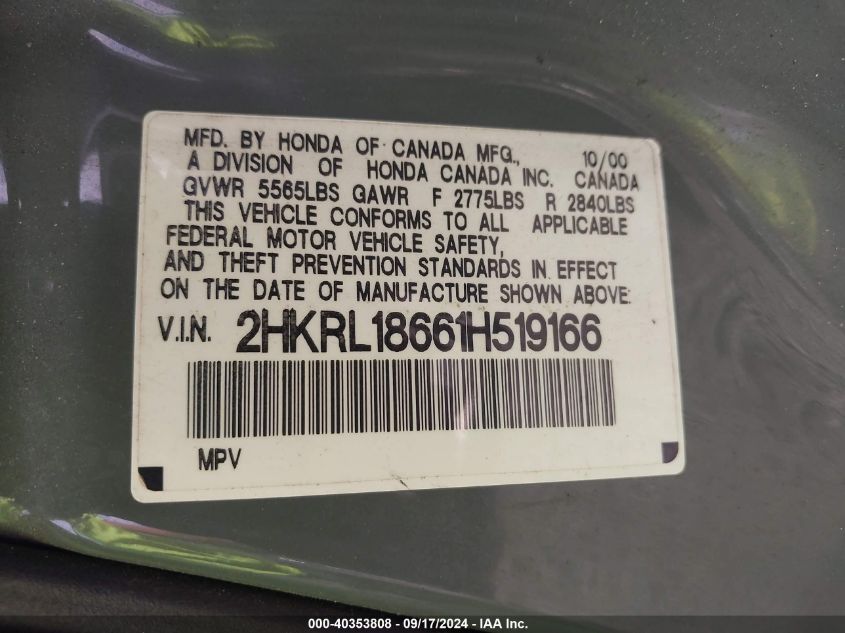 MFD. BY HONDA OF CANADA MFG., 10/00
A DIVISION OF HONDA CANADA INC. CANADA
GVWR 5565LBS GAWR F 2775LBS R 2840LBS
THIS VEHICLE CONFORMS TO ALL APPLICABLE
FEDERAL MOTOR VEHICLE SAFETY,
AND THEFT PREVENTION STANDARDS IN EFFECT
ON THE DATE OF MANUFACTURE SHOWN ABOVE:
V.I.N. 2HKRL18661H519166
MPV
000-40353808 - 09/17/2024 - IAA Inc.